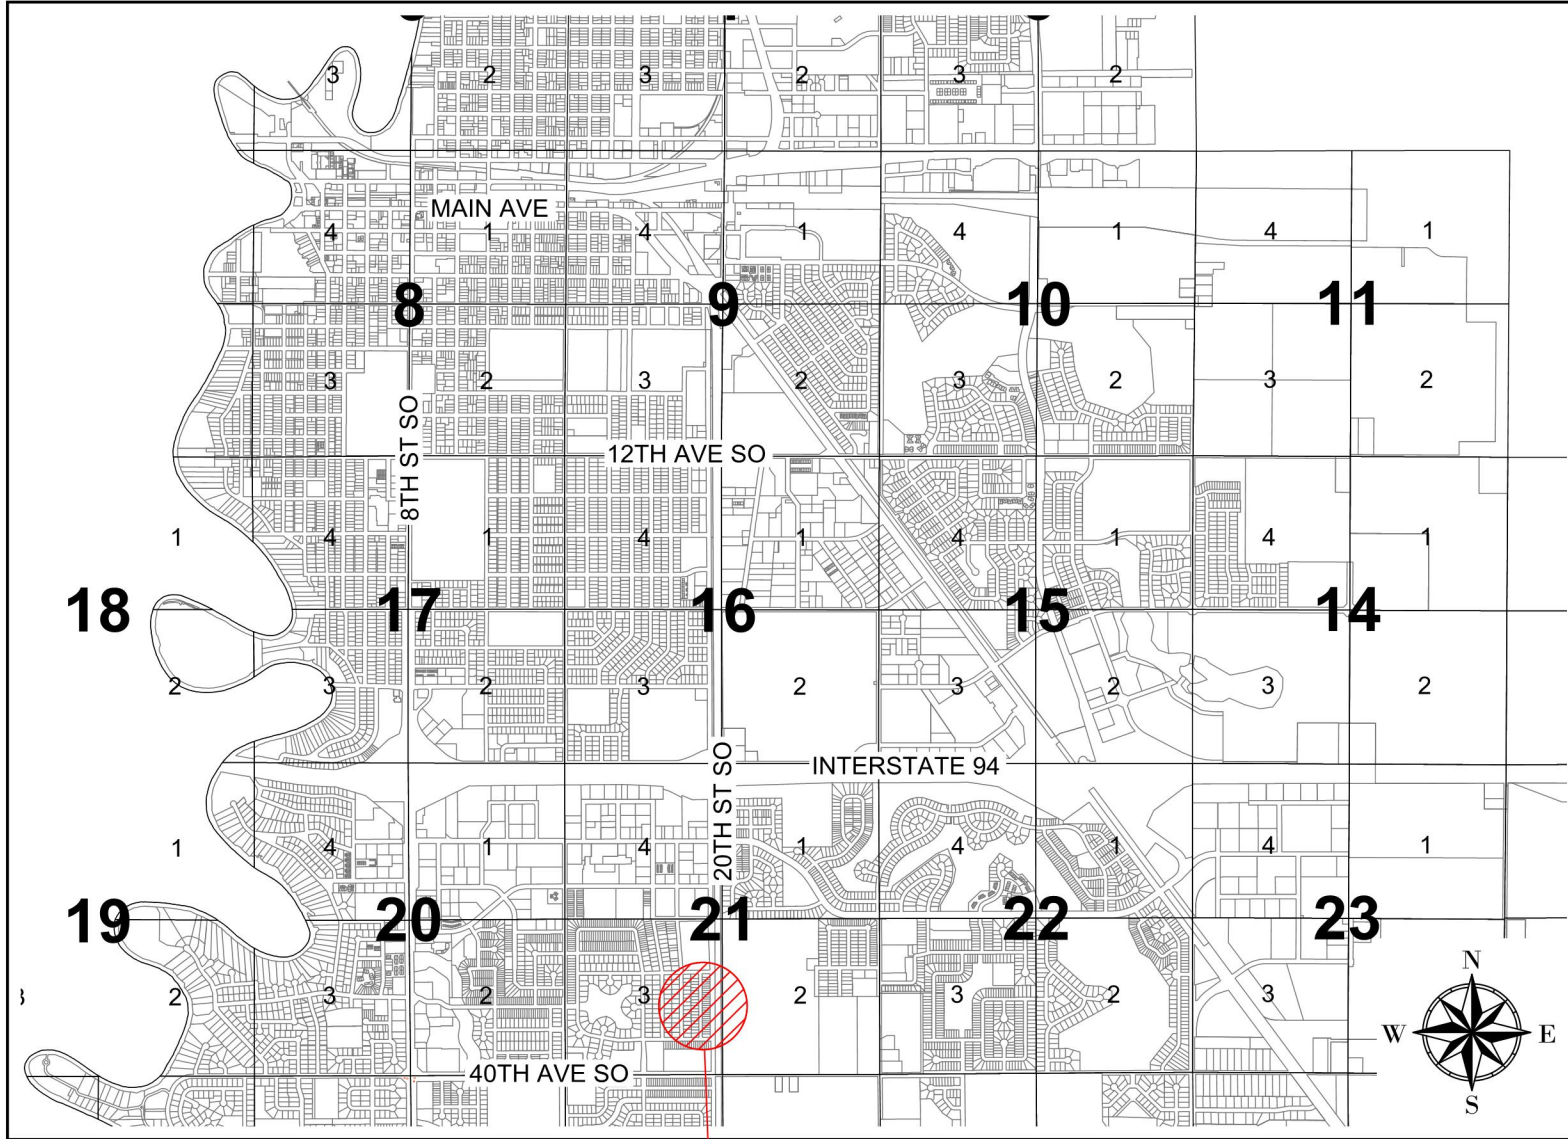 3 2 3 2 3 2
MAIN AVE
4 1 4 1 4 1 4 1
8 9 10 11
3 2 3 2 3 2 3 2
8TH ST SO
12TH AVE SO
1 4 1 4 1 4 1 4 1
18 17 16 15 14
2 3 2 3 2 3 2 3 2
20TH ST SO
INTERSTATE 94
1 4 1 4 1 4 1 4 1
19 20 21 22 23
N
3 2 3 2 3 2 3 2 3
W E
40TH AVE SO
S